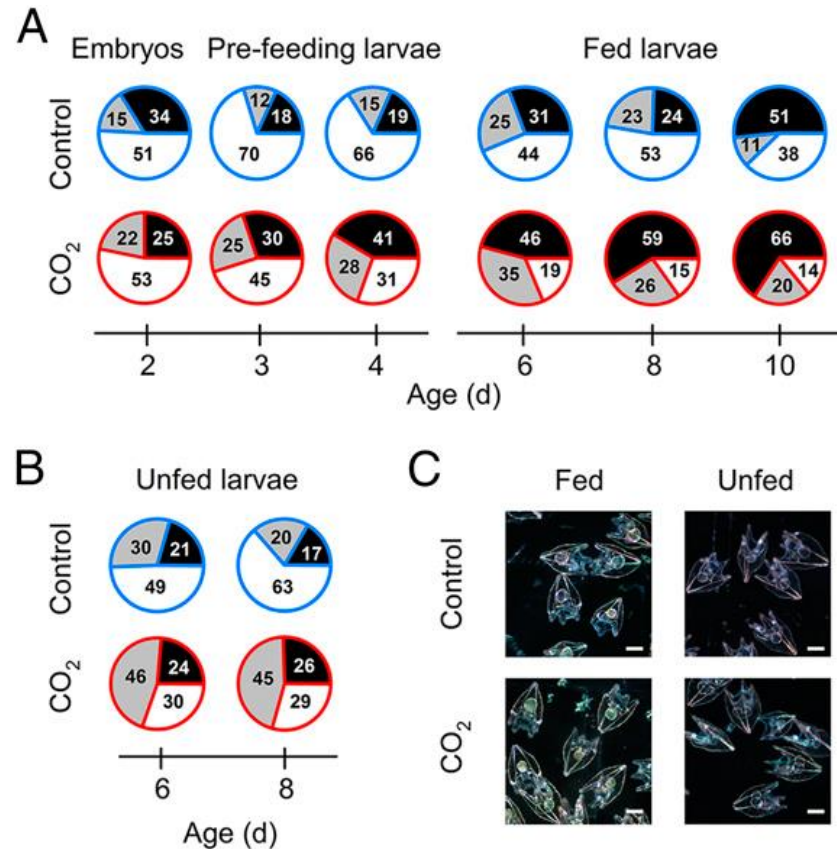 A
Embryos Pre-feeding larvae Fed larvae
Control
15 34 51
12 18 70
15 19 66
25 31 44
23 24 53
51 11 38
CO2
22 25 53
25 30 45
41 28 31
46 35 19
59 26 15
66 20 14
2 3 4 6 8 10
Age (d)
B
Unfed larvae
Control
30 21 49
20 17 63
CO2
46 24 30
45 26 29
6 8
Age (d)
C
Fed Unfed
Control
CO2